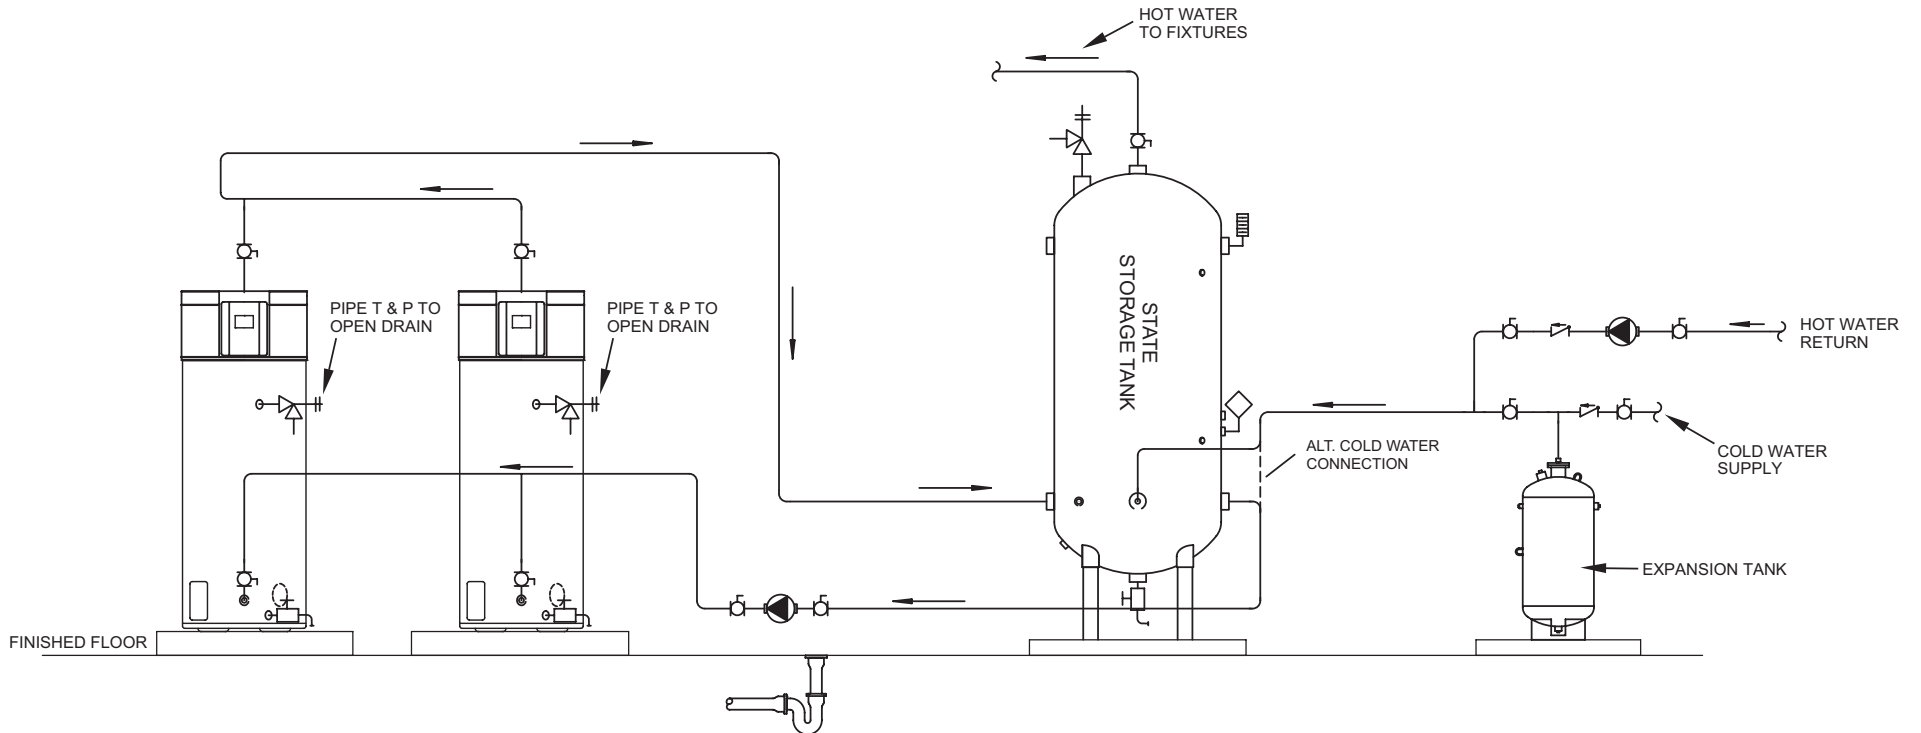 HOT WATER
TO FIXTURES
PIPE T & P TO
OPEN DRAIN
PIPE T & P TO
OPEN DRAIN
STATE
STORAGE TANK
HOT WATER
RETURN
ALT. COLD WATER
CONNECTION
COLD WATER
SUPPLY
EXPANSION TANK
FINISHED FLOOR